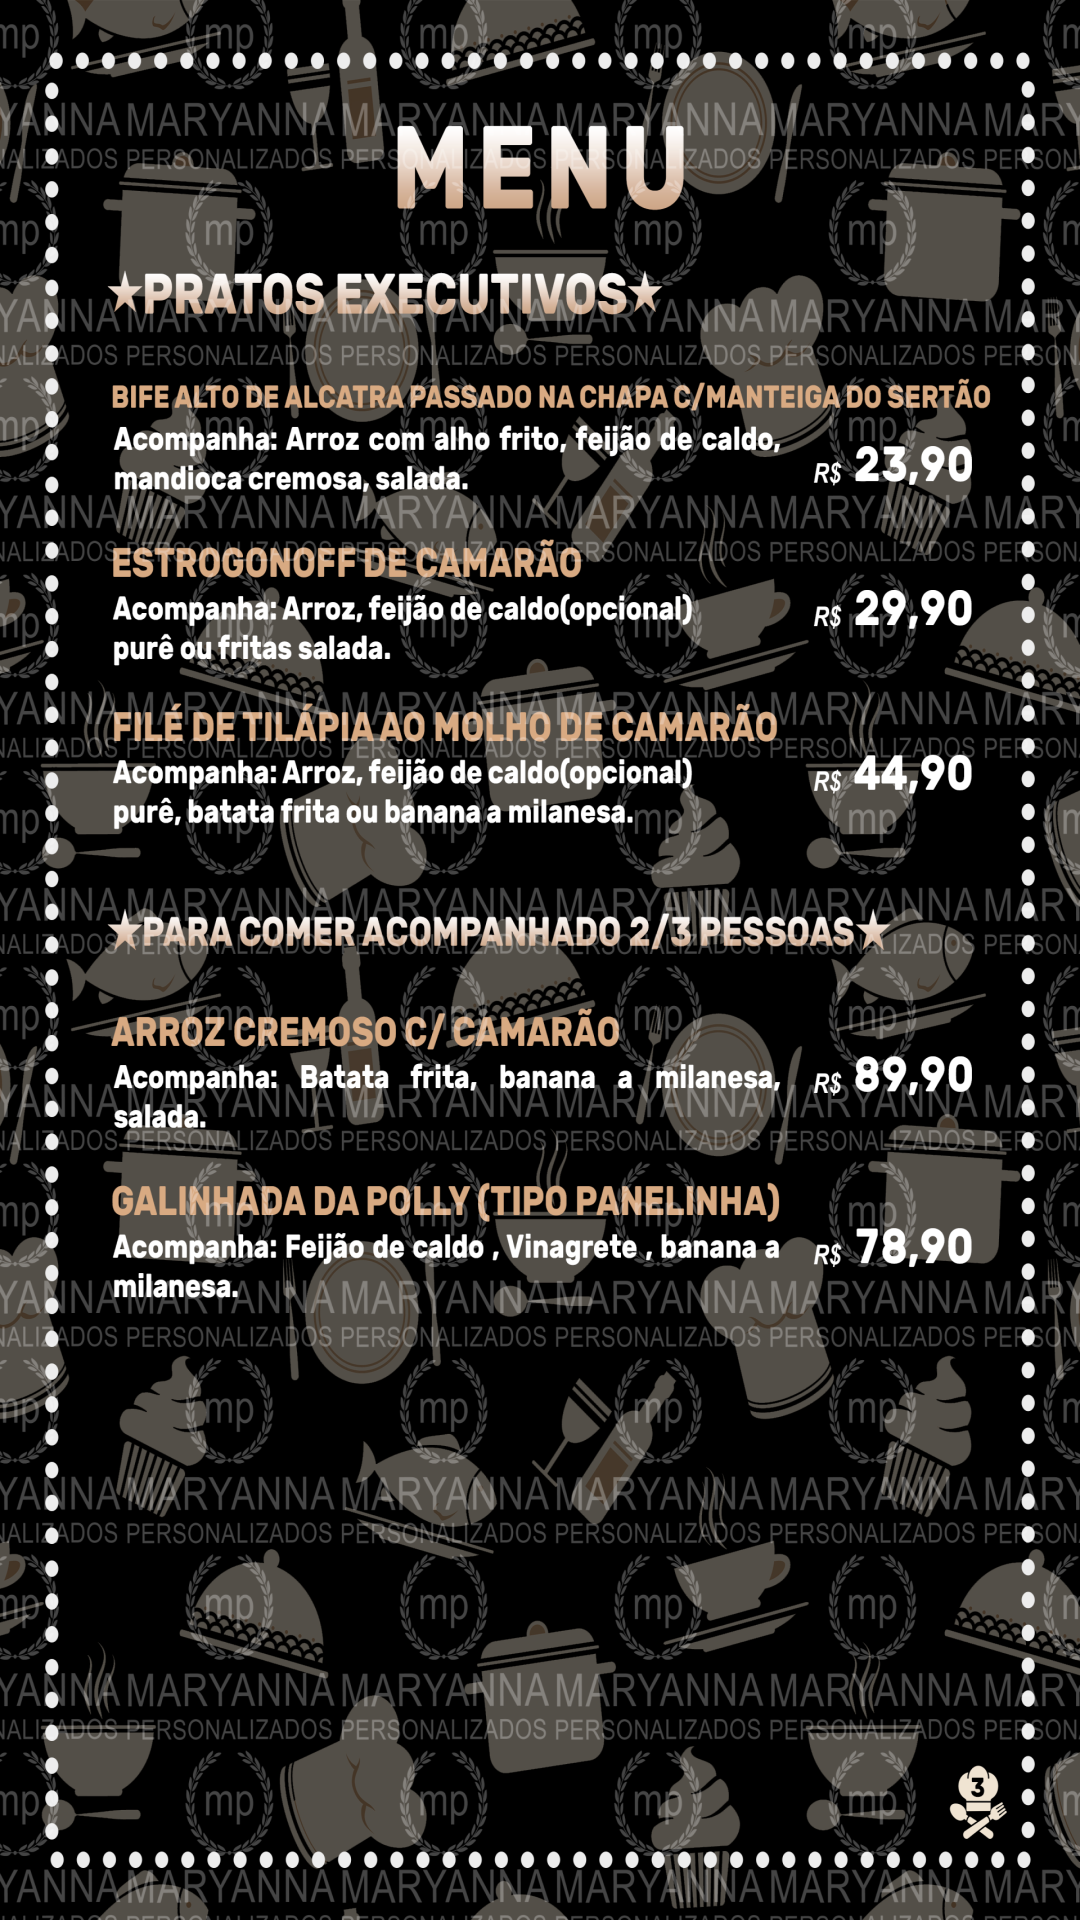 MENU
★PRATOS EXECUTIVOS★
BIFE ALTO DE ALCATRA PASSADO NA CHAPA C/MANTEIGA DO SERTÃO
Acompanha: Arroz com alho frito, feijão de caldo,
mandioca cremosa, salada.
R$ 23,90
ESTROGONOFF DE CAMARÃO
Acompanha: Arroz, feijão de caldo(opcional)
purê ou fritas salada.
R$ 29,90
FILÉ DE TILÁPIA AO MOLHO DE CAMARÃO
Acompanha: Arroz, feijão de caldo(opcional)
purê, batata frita ou banana a milanesa.
R$ 44,90
★PARA COMER ACOMPANHADO 2/3 PESSOAS★
ARROZ CREMOSO C/ CAMARÃO
Acompanha: Batata frita, banana a milanesa,
salada.
R$ 89,90
GALINHADA DA POLLY (TIPO PANELINHA)
Acompanha: Feijão de caldo , Vinagrete , banana a
milanesa.
R$ 78,90
3
mp
MARYANNA
PERSONALIZADOS